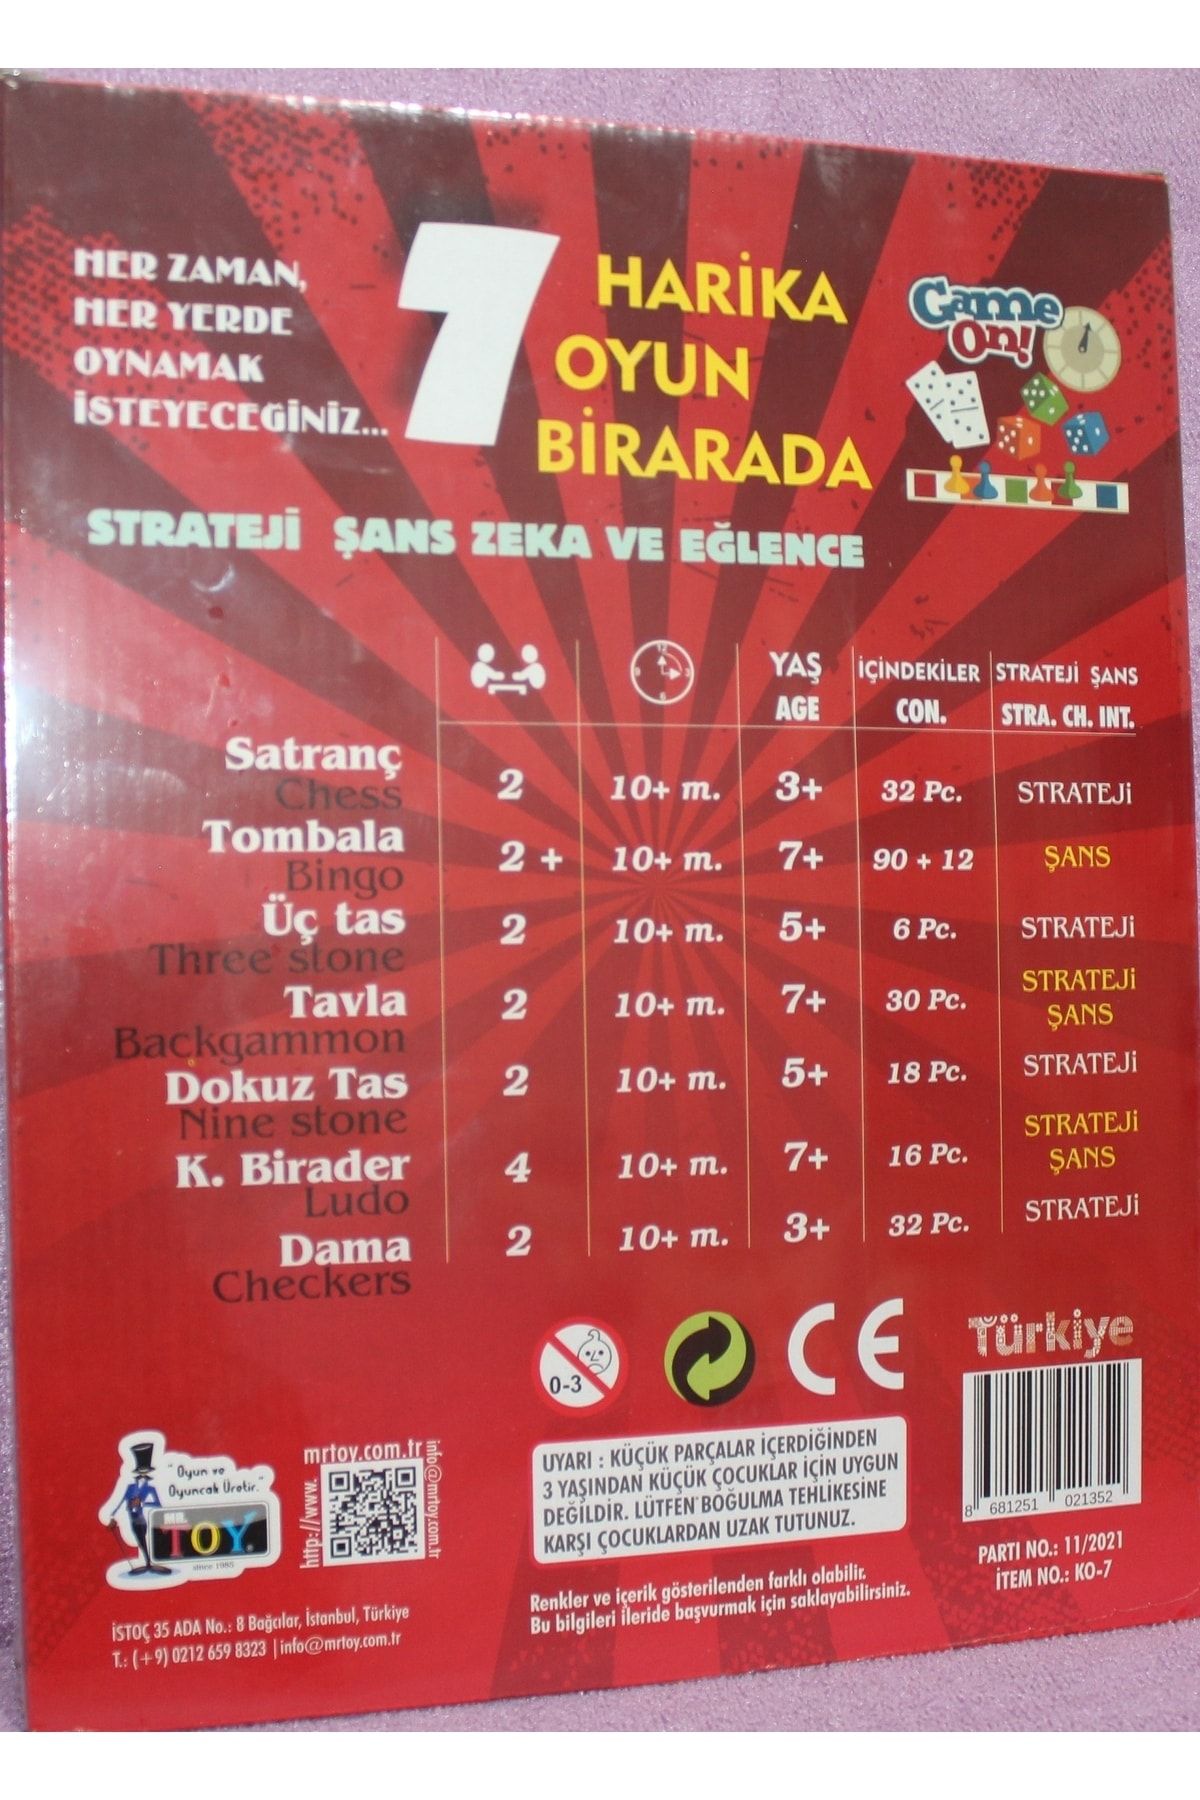 HER ZAMAN,
HER YERDE
OYNAMAK
İSTEYECEĞİNİZ...
7
HARİKA
OYUN
BİRARADA
Game
On!
STRATEJİ ŞANS ZEKA VE EĞLENCE
YAŞ İÇİNDEKİLER STRATEJİ ŞANS
AGE CON. STRA. CH. INT.
Satranç
Chess 2 10+ m. 3+ 32 Pc. STRATEJİ
Tombala
Bingo 2 + 10+ m. 7+ 90 + 12 ŞANS
Üç tas
Three stone 2 10+ m. 5+ 6 Pc. STRATEJİ
Tavla
Backgammon 2 10+ m. 7+ 30 Pc. STRATEJİ ŞANS
Dokuz Tas
Nine stone 2 10+ m. 5+ 18 Pc. STRATEJİ
K. Birader
Ludo 4 10+ m. 7+ 16 Pc. STRATEJİ ŞANS
Dama
Checkers 2 10+ m. 3+ 32 Pc. STRATEJİ
0-3
CE
Türkiye
"Oyun ve
Oyuncak Üretir."
MR.
TOY
since 1985
mrtoy.com.tr
http://www.
info@mrtoy.com.tr
UYARI : KÜÇÜK PARÇALAR İÇERDİĞİNDEN
3 YAŞINDAN KÜÇÜK ÇOCUKLAR İÇİN UYGUN
DEĞİLDİR. LÜTFEN BOĞULMA TEHLİKESİNE
KARŞI ÇOCUKLARDAN UZAK TUTUNUZ.
8 681251 021352
PARTI NO.: 11/2021
İTEM NO.: KO-7
Renkler ve içerik gösterilenden farklı olabilir.
Bu bilgileri ileride başvurmak için saklayabilirsiniz.
İSTOÇ 35 ADA No.: 8 Bağcılar, İstanbul, Türkiye
T.: (+9) 0212 659 8323 | info@mrtoy.com.tr